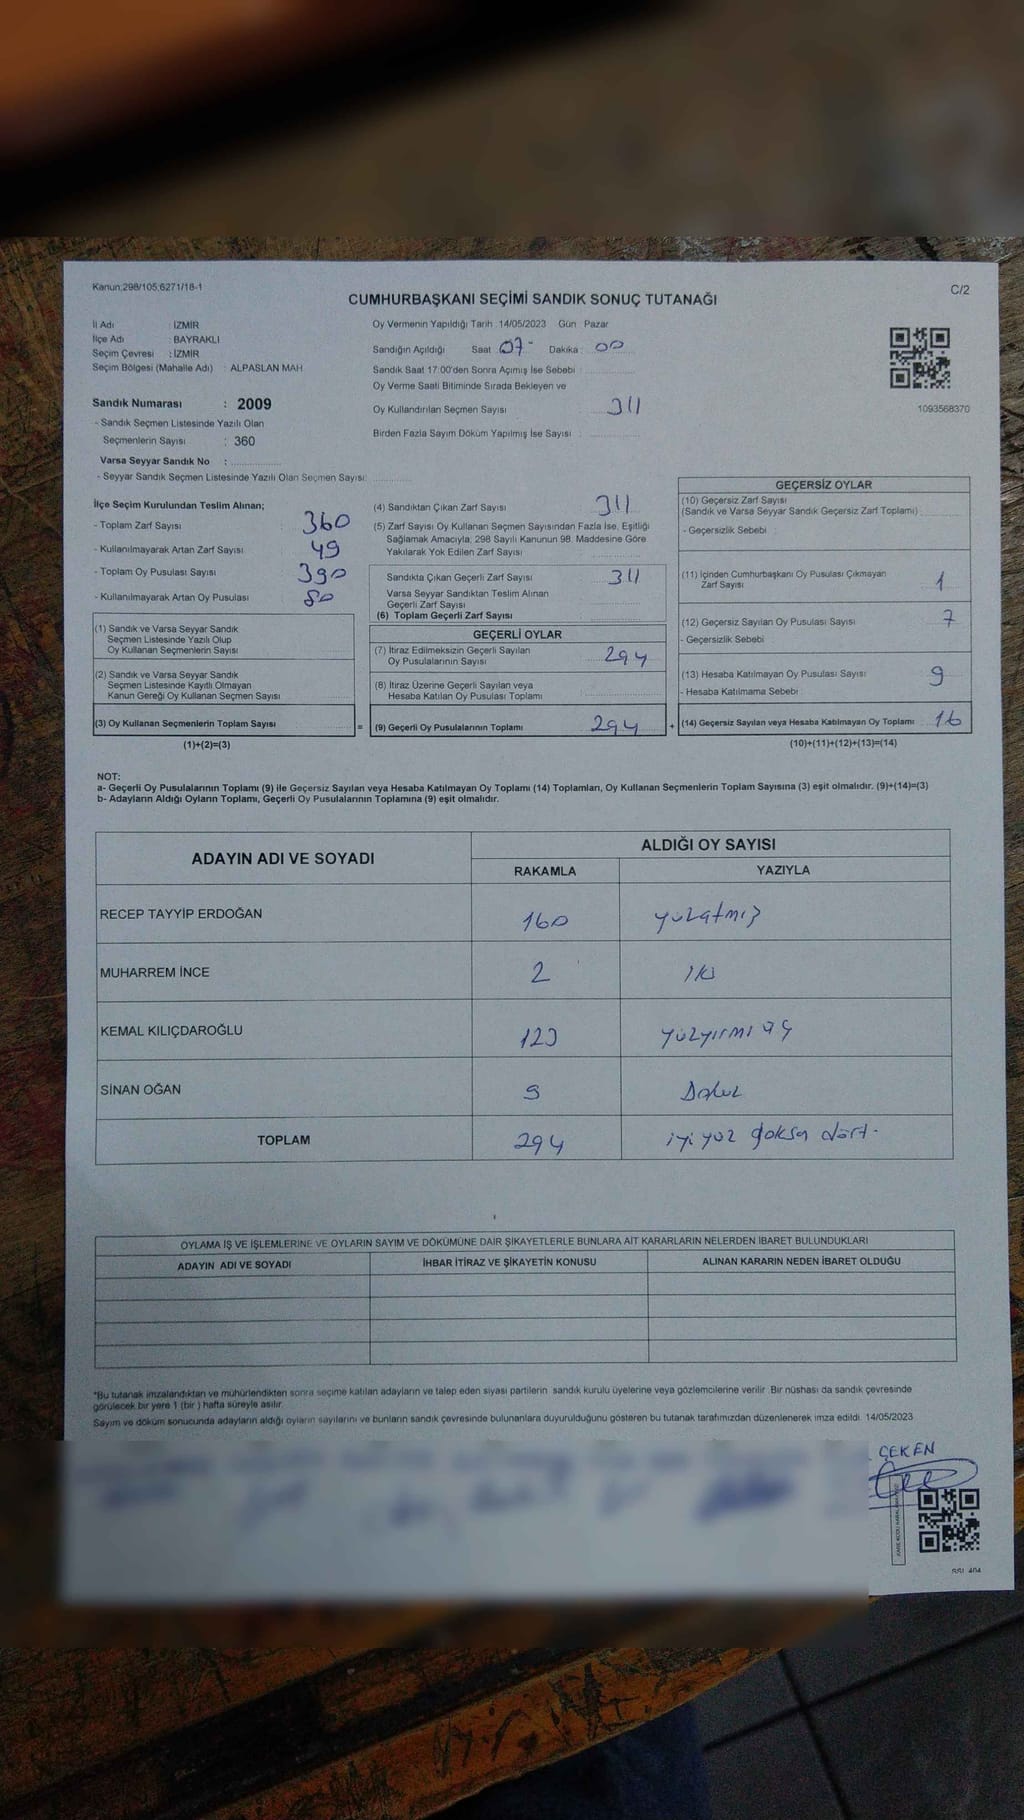 Kanun;298/105;6271/18-1
C/2
CUMHURBAŞKANI SEÇİMİ SANDIK SONUÇ TUTANAĞI
İl Adı : İZMİR
İlçe Adı : BAYRAKLI
Seçim Çevresi : İZMİR
Seçim Bölgesi (Mahalle Adı) : ALPASLAN MAH.
Oy Vermenin Yapıldığı Tarih : 14/05/2023 Gün Pazar
Sandığın Açıldığı Saat 07 Dakika : 00
Sandık Saat 17:00'den Sonra Açımış İse Sebebi :
Oy Verme Saati Bitiminde Sırada Bekleyen ve
Oy Kullandırılan Seçmen Sayısı 311
Birden Fazla Sayım Döküm Yapılmış İse Sayısı :
1093568370
Sandık Numarası : 2009
- Sandık Seçmen Listesinde Yazılı Olan
Seçmenlerin Sayısı : 360
Varsa Seyyar Sandık No :
- Seyyar Sandık Seçmen Listesinde Yazılı Olan Seçmen Sayısı:
İlçe Seçim Kurulundan Teslim Alınan;
- Toplam Zarf Sayısı 360
- Kullanılmayarak Artan Zarf Sayısı 49
- Toplam Oy Pusulası Sayısı 390
- Kullanılmayarak Artan Oy Pusulası 80
(1) Sandık ve Varsa Seyyar Sandık
Seçmen Listesinde Yazılı Olup
Oy Kullanan Seçmenlerin Sayısı
(2) Sandık ve Varsa Seyyar Sandık
Seçmen Listesinde Kayıtlı Olmayan
Kanun Gereği Oy Kullanan Seçmen Sayısı
(3) Oy Kullanan Seçmenlerin Toplam Sayısı =
(1)+(2)=(3)
(4) Sandıktan Çıkan Zarf Sayısı 311
(5) Zarf Sayısı Oy Kullanan Seçmen Sayısından Fazla İse, Eşitliği
Sağlamak Amacıyla; 298 Sayılı Kanunun 98. Maddesine Göre
Yakılarak Yok Edilen Zarf Sayısı
Sandıkta Çıkan Geçerli Zarf Sayısı 311
Varsa Seyyar Sandıktan Teslim Alınan
Geçerli Zarf Sayısı
(6) Toplam Geçerli Zarf Sayısı
GEÇERLİ OYLAR
(7) İtiraz Edilmeksizin Geçerli Sayılan
Oy Pusulalarının Sayısı 294
(8) İtiraz Üzerine Geçerli Sayılan veya
Hesaba Katılan Oy Pusulası Toplamı
(9) Geçerli Oy Pusulalarının Toplamı 294 +
GEÇERSİZ OYLAR
(10) Geçersiz Zarf Sayısı
(Sandık ve Varsa Seyyar Sandık Geçersiz Zarf Toplamı)
- Geçersizlik Sebebi :
(11) İçinden Cumhurbaşkanı Oy Pusulası Çıkmayan
Zarf Sayısı 1
(12) Geçersiz Sayılan Oy Pusulası Sayısı 7
- Geçersizlik Sebebi
(13) Hesaba Katılmayan Oy Pusulası Sayısı 9
- Hesaba Katılmama Sebebi
(14) Geçersiz Sayılan veya Hesaba Katılmayan Oy Toplamı 16
(10)+(11)+(12)+(13)=(14)
NOT:
a- Geçerli Oy Pusulalarının Toplamı (9) ile Geçersiz Sayılan veya Hesaba Katılmayan Oy Toplamı (14) Toplamları, Oy Kullanan Seçmenlerin Toplam Sayısına (3) eşit olmalıdır. (9)+(14)=(3)
b- Adayların Aldığı Oyların Toplamı, Geçerli Oy Pusulalarının Toplamına (9) eşit olmalıdır.
ADAYIN ADI VE SOYADI
ALDIĞI OY SAYISI
RAKAMLA YAZIYLA
RECEP TAYYİP ERDOĞAN 160 yüzatmış
MUHARREM İNCE 2 iki
KEMAL KILIÇDAROĞLU 123 yüzyirmi üç
SİNAN OĞAN 9 Dokuz
TOPLAM 294 iyi yüz doksa dört
OYLAMA İŞ VE İŞLEMLERİNE VE OYLARIN SAYIM VE DÖKÜMÜNE DAİR ŞİKAYETLERLE BUNLARA AİT KARARLARIN NELERDEN İBARET BULUNDUKLARI
ADAYIN ADI VE SOYADI İHBAR İTİRAZ VE ŞİKAYETİN KONUSU ALINAN KARARIN NEDEN İBARET OLDUĞU
*Bu tutanak imzalandıktan ve mühürlendikten sonra seçime katılan adayların ve talep eden siyasi partilerin sandık kurulu üyelerine veya gözlemcilerine verilir. Bir nüshası da sandık çevresinde
görülecek bir yere 1 (bir) hafta süreyle asılır.
Sayım ve döküm sonucunda adayların aldığı oyların sayılarını ve bunların sandık çevresinde bulunanlara duyurulduğunu gösteren bu tutanak tarafımızdan düzenlenerek imza edildi. 14/05/2023
ÇEKEN